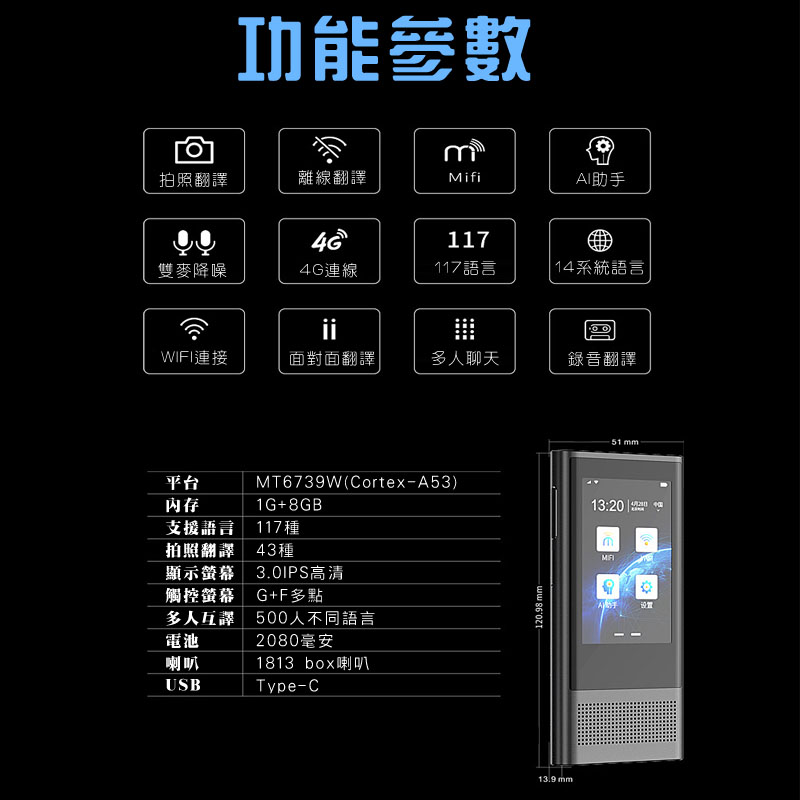 功能參數
拍照翻譯
離線翻譯
Mifi
AI助手
雙麥降噪
4G
4G連線
117
117語言
14系統語言
WIFI連接
面對面翻譯
多人聊天
錄音翻譯
平台 MT6739W(Cortex-A53)
內存 1G+8GB
支援語言 117種
拍照翻譯 43種
顯示螢幕 3.0IPS高清
觸控螢幕 G+F多點
多人互譯 500人不同語言
電池 2080毫安
喇叭 1813 box喇叭
USB Type-C
51 mm
13:20 4月28日 中国
MIFI
AI助手 设置
120.98 mm
13.9 mm